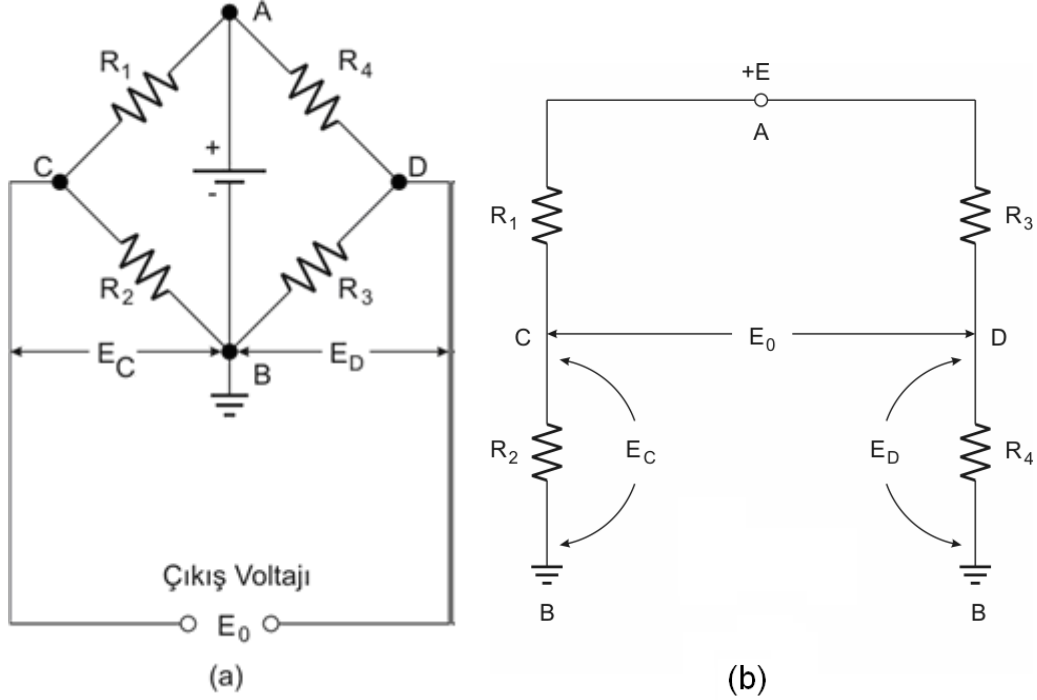 A
R1
R4
+
C
D
-
R2
R3
EC
ED
B
Çıkış Voltajı
E0
(a)
+E
A
R1
R3
C
E0
D
R2
EC
ED
R4
B
B
(b)